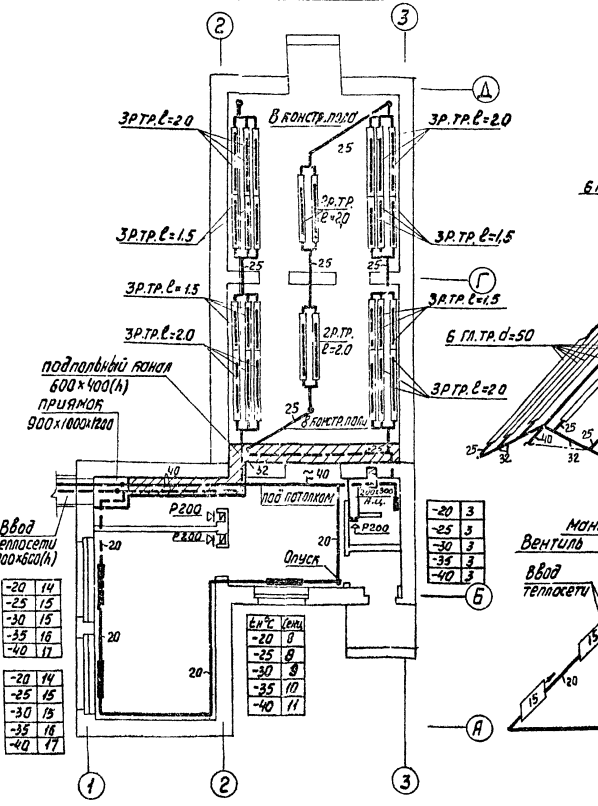 2
3
Д
3Р.ТР. ℓ=2.0
В КОНСТР. ПОЛА
3Р.ТР. ℓ=2.0
25
2Р.ТР.
ℓ=2,0
3Р.ТР. ℓ=1.5
3Р.ТР. ℓ=1,5
25
25
25
Г
3Р.ТР. ℓ=1.5
3Р.ТР. ℓ=1,5
3Р.ТР. ℓ=2.0
2Р.ТР.
ℓ=2.0
6 ГЛ.ТР. d=50
ПОДПОЛЬНЫЙ КАНАЛ
600×400(h)
3Р.ТР. ℓ=2.0
ПРИЯМОК
900×1000×1200
25
В КОНСТР. ПОЛА
25
32
40
25
25
32
40
32
40
ПОД ПОТОЛКОМ
Р200
Р200
Р200
20
Опуск
Ввод
теплосети
20
20
20
-20 3
-25 3
-30 3
-35 3
-40 3
Вентиль
Ввод
теплосети
Б
-20 14
-25 15
-30 15
-35 16
-40 17
tн°С Секц
-20 8
-25 8
-30 9
-35 10
-40 11
-20 14
-25 15
-30 15
-35 16
-40 17
15
20
15
А
1
2
3